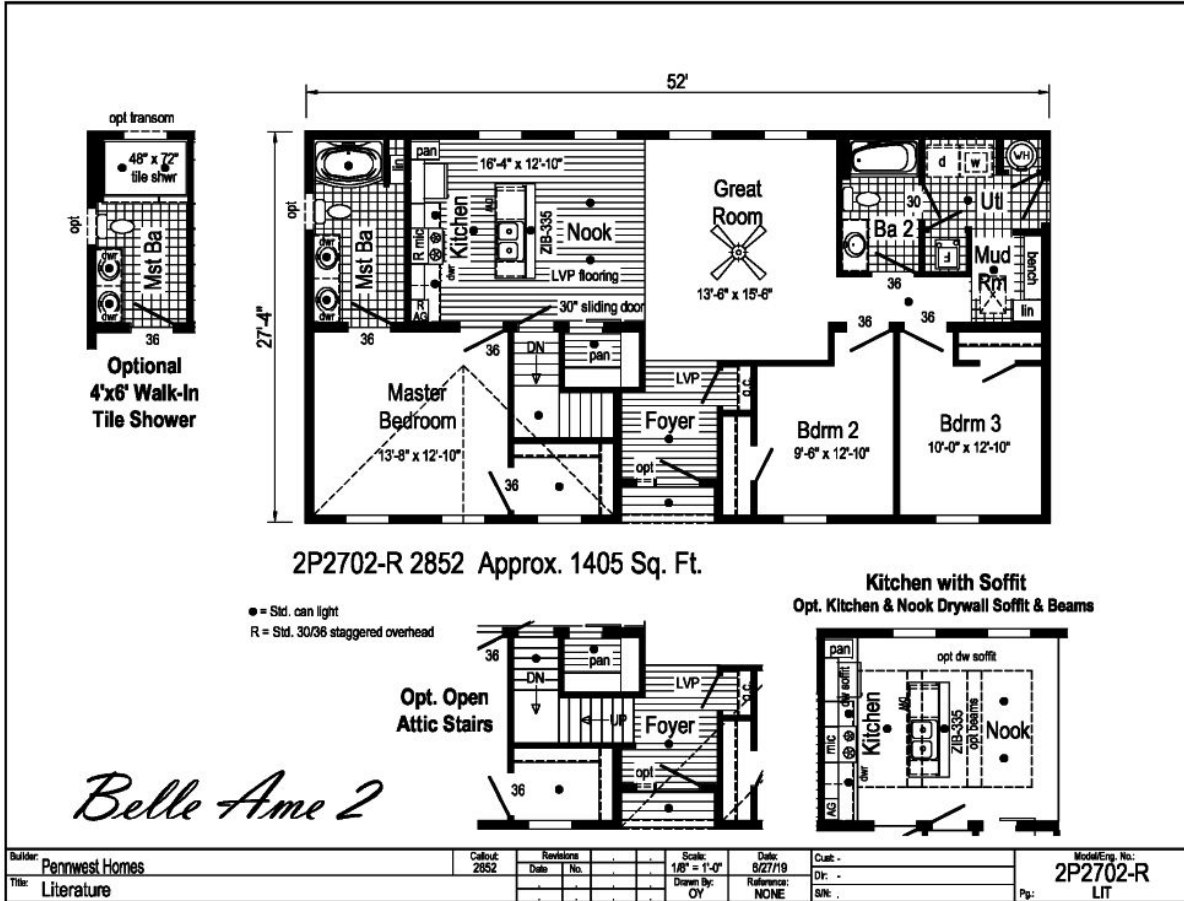 52'
27'-4"
opt transom
48" x 72"
tile shwr
opt
Mst Ba
dwr
dwr
36
Optional
4'x6' Walk-In
Tile Shower
opt
lin
dwr
Mst Ba
dwr
36
pan
16'-4" x 12'-10"
Kitchen
R mic
dwr
R
AG
ZIB-335
Nook
LVP flooring
30" sliding door
Great
Room
13'-6" x 15'-6"
d
w
WH
30
Utl
Ba 2
F
Mud
Rm
bench
lin
36
36
36
36
DN
pan
Master
Bedroom
13'-8" x 12'-10"
36
LVP
Foyer
opt
Bdrm 2
9'-6" x 12'-10"
Bdrm 3
10'-0" x 12'-10"
2P2702-R 2852 Approx. 1405 Sq. Ft.
● = Std. can light
R = Std. 30/36 staggered overhead
Opt. Open
Attic Stairs
36
DN
pan
UP
LVP
Foyer
36
opt
Kitchen with Soffit
Opt. Kitchen & Nook Drywall Soffit & Beams
pan
opt dw soffit
dw soffit
mic
Kitchen
dwr
AG
ZIB-335
opt beams
Nook
Belle Ame 2
Builder: Pennwest Homes
Title: Literature
Callout:
2852
Revisions
Date No.
Scale:
1/8" = 1'-0"
Drawn By:
OY
Date:
6/27/19
Reference:
NONE
Cust: -
Dir: -
S/N: .
Model/Eng. No.:
2P2702-R
Pg.: LIT